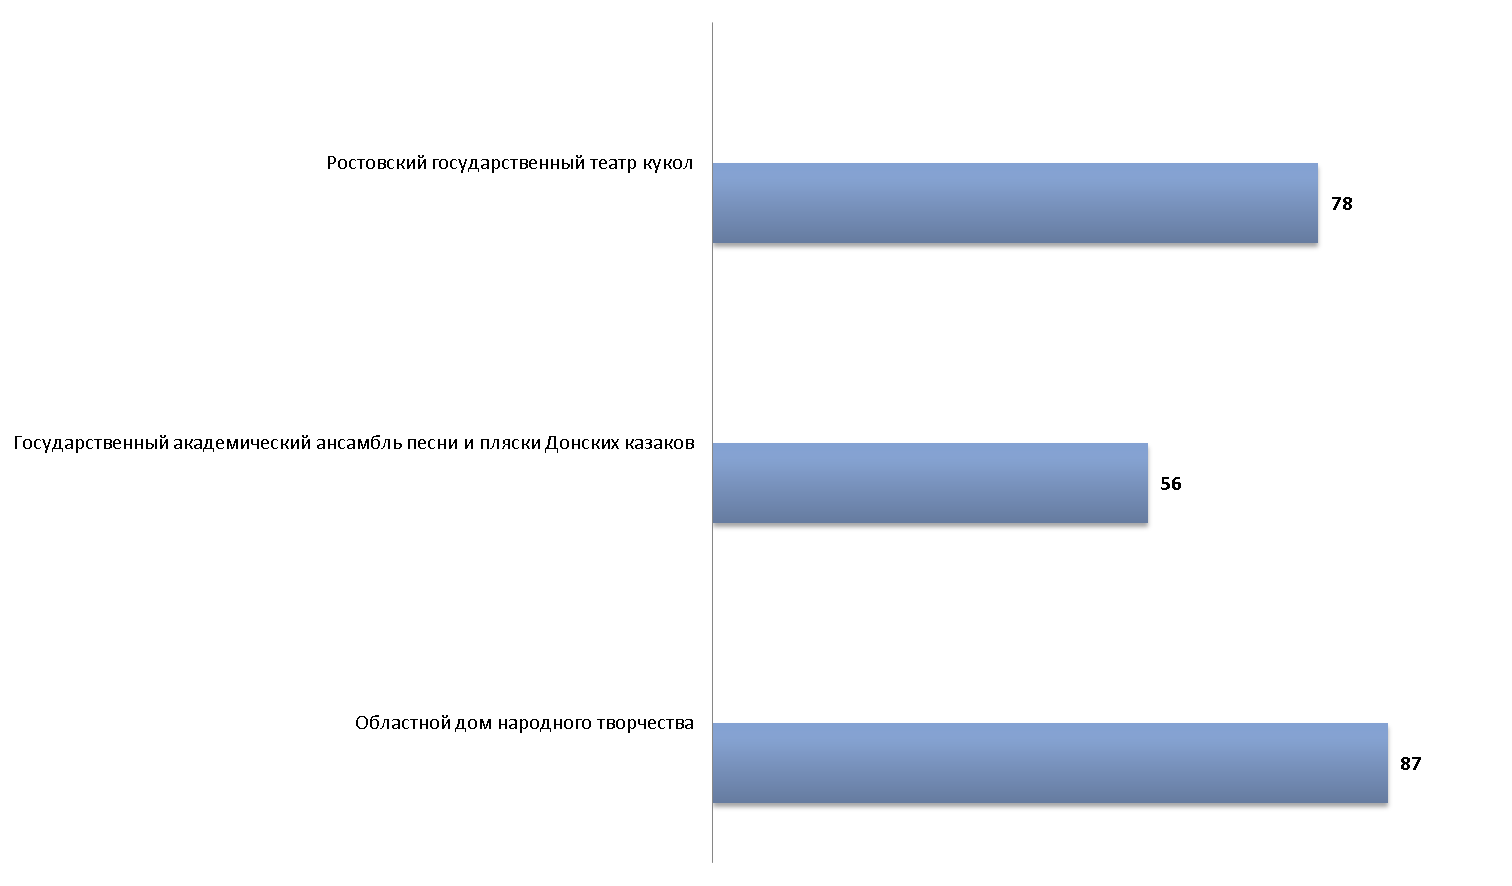 Ростовский государственный театр кукол
78
Государственный академический ансамбль песни и пляски Донских казаков
56
Областной дом народного творчества
87